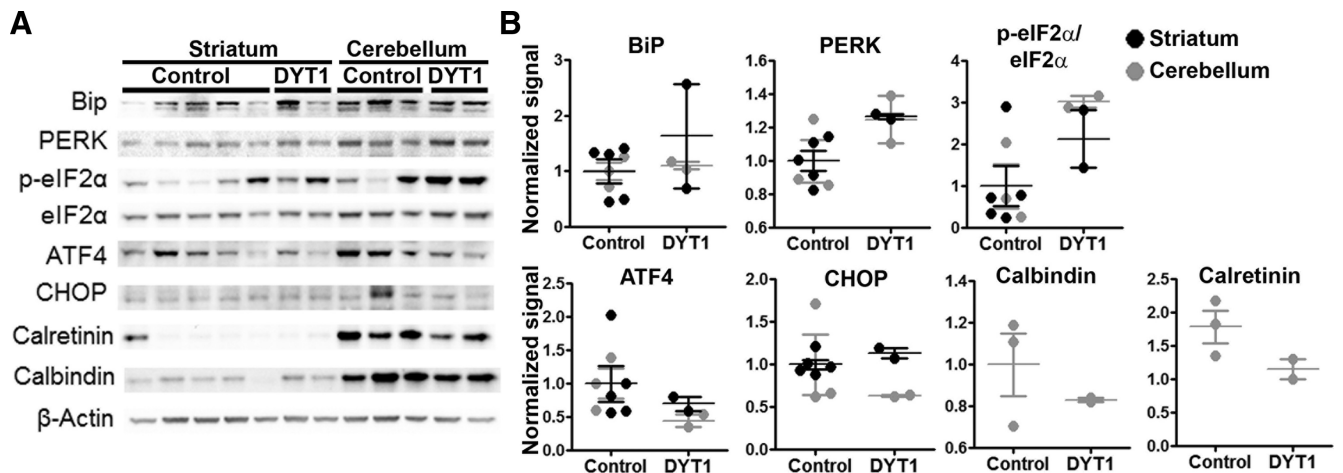 A
Striatum Cerebellum
Control DYT1 Control DYT1
Bip
PERK
p-eIF2α
eIF2α
ATF4
CHOP
Calretinin
Calbindin
β-Actin
B
BiP
Normalized signal
3
2
1
0
Control DYT1
PERK
1.6
1.4
1.2
1.0
0.8
0.6
Control DYT1
p-eIF2α/
eIF2α
4
3
2
1
0
Control DYT1
Striatum
Cerebellum
ATF4
Normalized signal
2.5
2.0
1.5
1.0
0.5
0.0
Control DYT1
CHOP
2.0
1.5
1.0
0.5
0.0
Control DYT1
Calbindin
1.4
1.2
1.0
0.8
0.6
Control DYT1
Calretinin
2.5
2.0
1.5
1.0
0.5
0.0
Control DYT1